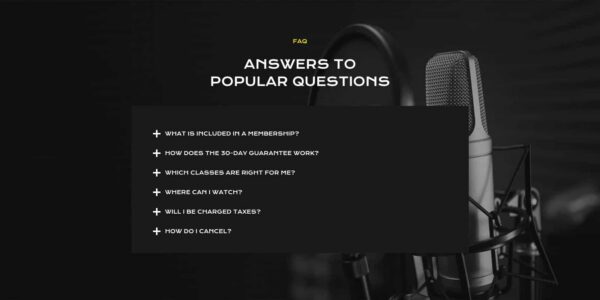 FAQ
ANSWERS TO
POPULAR QUESTIONS
WHAT IS INCLUDED IN A MEMBERSHIP?
HOW DOES THE 30-DAY GUARANTEE WORK?
WHICH CLASSES ARE RIGHT FOR ME?
WHERE CAN I WATCH?
WILL I BE CHARGED TAXES?
HOW DO I CANCEL?